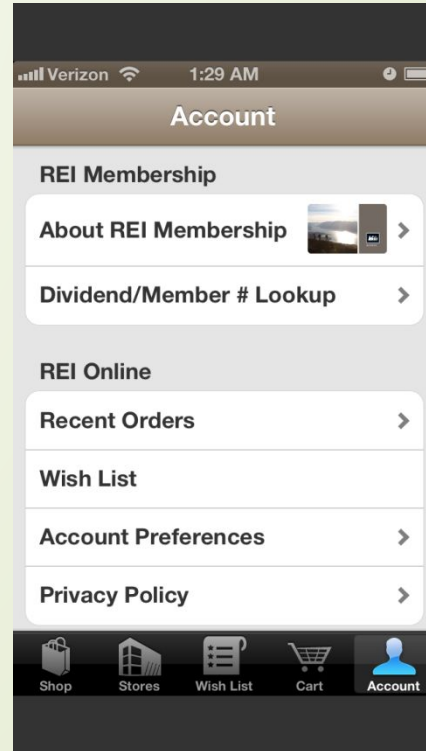 Verizon 1:29 AM
Account
REI Membership
About REI Membership
Dividend/Member # Lookup
REI Online
Recent Orders
Wish List
Account Preferences
Privacy Policy
Shop Stores Wish List Cart Account